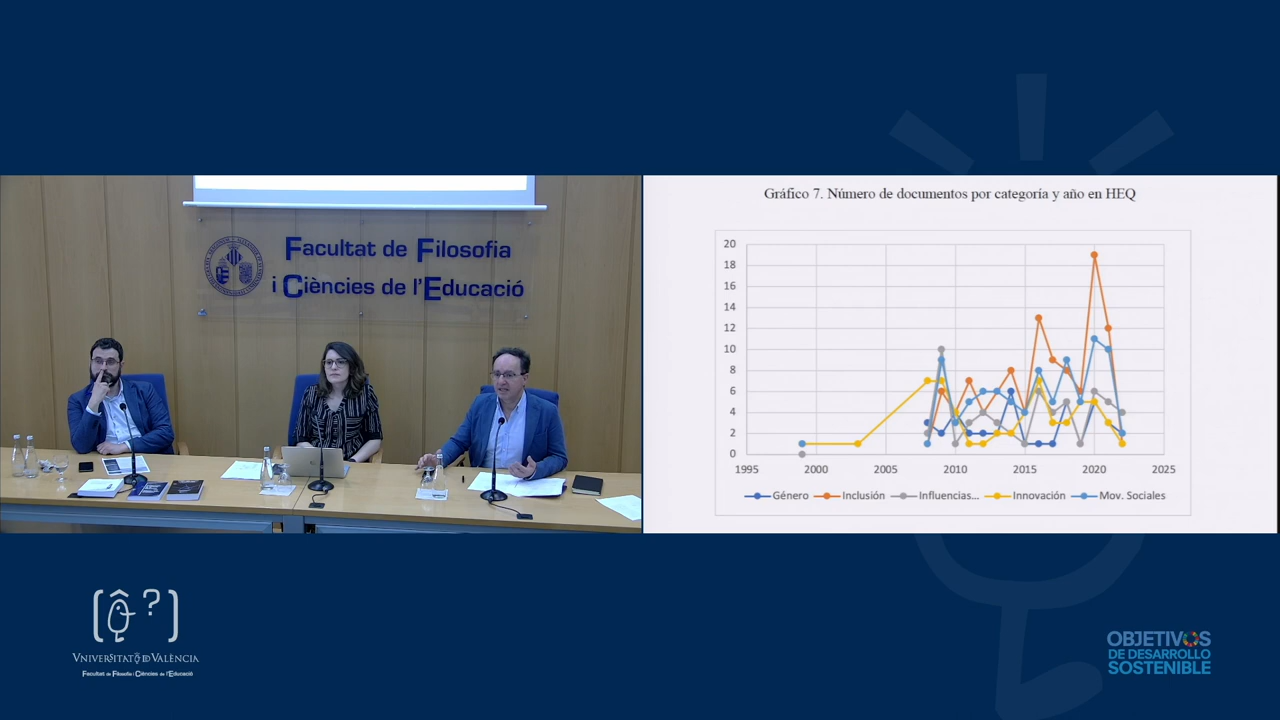 Facultat de Filosofia
i Ciències de l'Educació
Gráfico 7. Número de documentos por categoría y año en HEQ
20
18
16
14
12
10
8
6
4
2
0
1995 2000 2005 2010 2015 2020 2025
Género Inclusión Influencias... Innovación Mov. Sociales
[Ô?]
VNIVERSITAT ID VALÈNCIA
Facultat de Filosofia i Ciències de l'Educació
OBJETIVOS
DE DESARROLLO
SOSTENIBLE